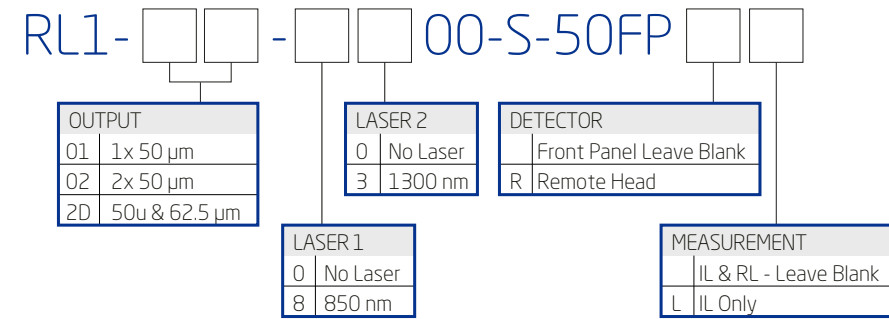 RL1- - 00-S-50FP
OUTPUT
01 1x 50 µm
02 2x 50 µm
2D 50u & 62.5 µm
LASER 2
0 No Laser
3 1300 nm
DETECTOR
Front Panel Leave Blank
R Remote Head
LASER 1
0 No Laser
8 850 nm
MEASUREMENT
IL & RL - Leave Blank
L IL Only